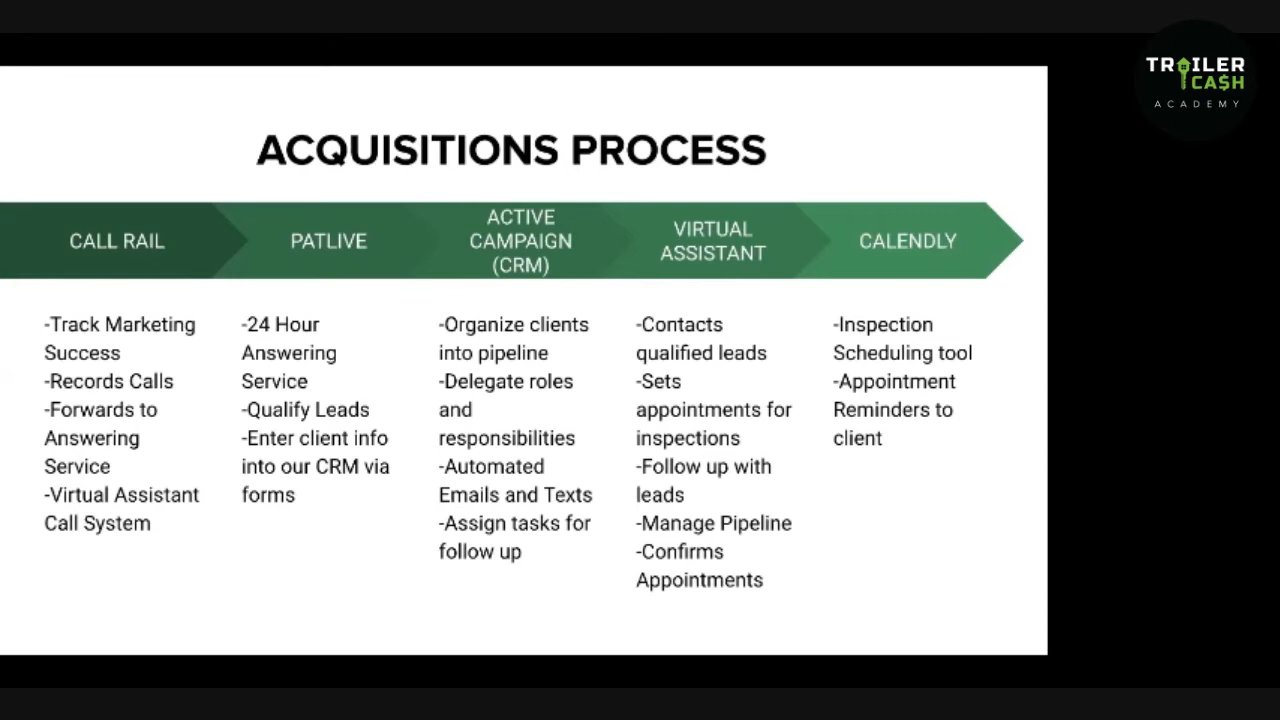 TRAILER
CA$H
ACADEMY
ACQUISITIONS PROCESS
CALL RAIL
PATLIVE
ACTIVE
CAMPAIGN
(CRM)
VIRTUAL
ASSISTANT
CALENDLY
-Track Marketing
Success
-Records Calls
-Forwards to
Answering
Service
-Virtual Assistant
Call System
-24 Hour
Answering
Service
-Qualify Leads
-Enter client info
into our CRM via
forms
-Organize clients
into pipeline
-Delegate roles
and
responsibilities
-Automated
Emails and Texts
-Assign tasks for
follow up
-Contacts
qualified leads
-Sets
appointments for
inspections
-Follow up with
leads
-Manage Pipeline
-Confirms
Appointments
-Inspection
Scheduling tool
-Appointment
Reminders to
client